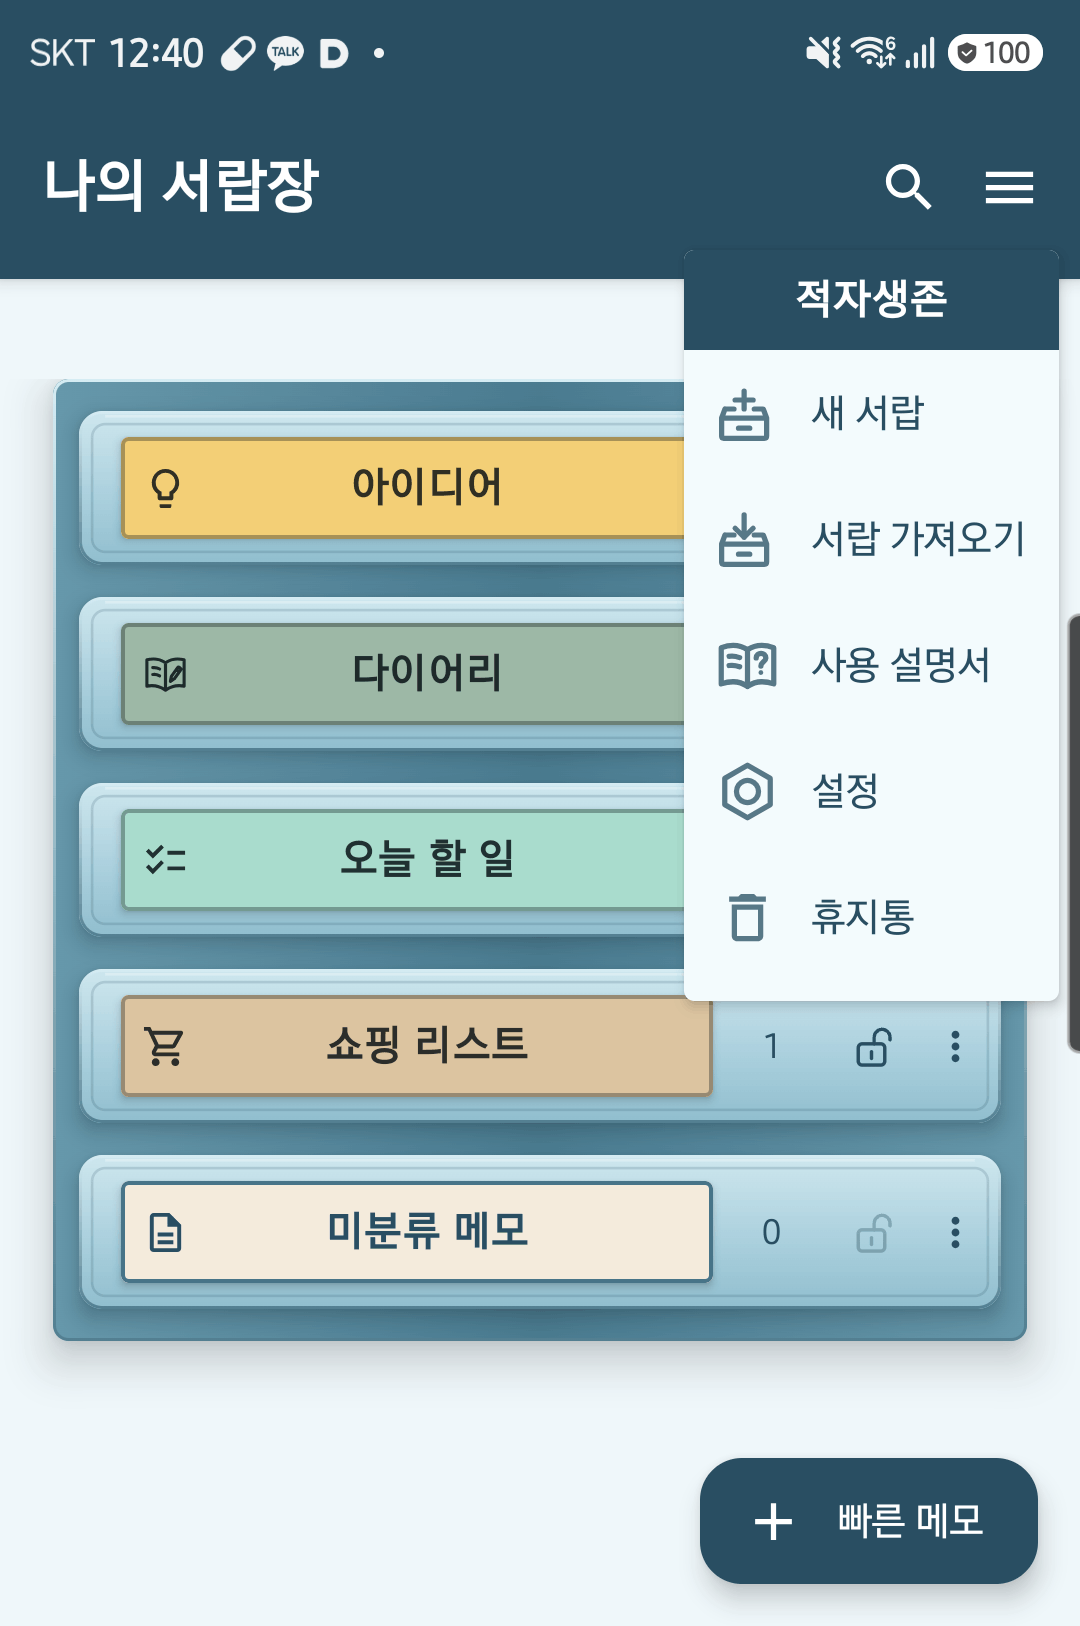 SKT 12:40 TALK D 6 100
나의 서랍장
적자생존
새 서랍
서랍 가져오기
사용 설명서
설정
휴지통
아이디어
다이어리
오늘 할 일
쇼핑 리스트 1
미분류 메모 0
빠른 메모